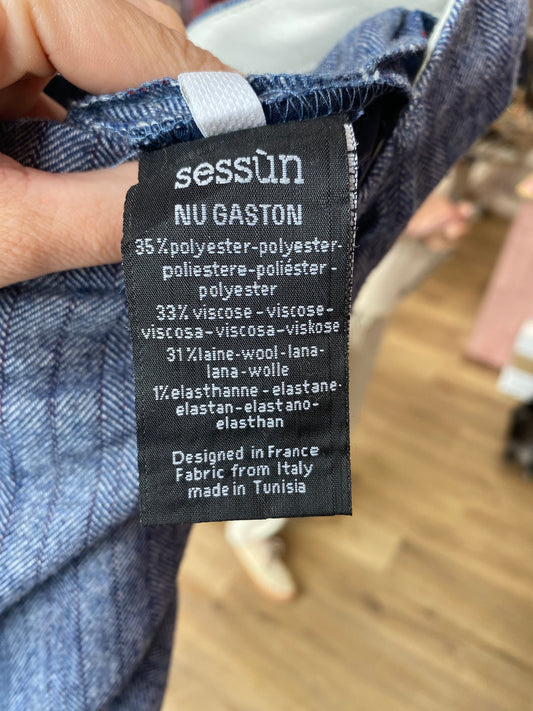 sessùn
NU GASTON
35%polyester-polyester-
poliestere-poliéster-
polyester
33% viscose-viscose-
viscosa-viscosa-viskose
31%laine-wool-lana-
lana-wolle
1%elasthanne-elastane-
elastan-elastano-
elasthan
Designed in France
Fabric from Italy
made in Tunisia